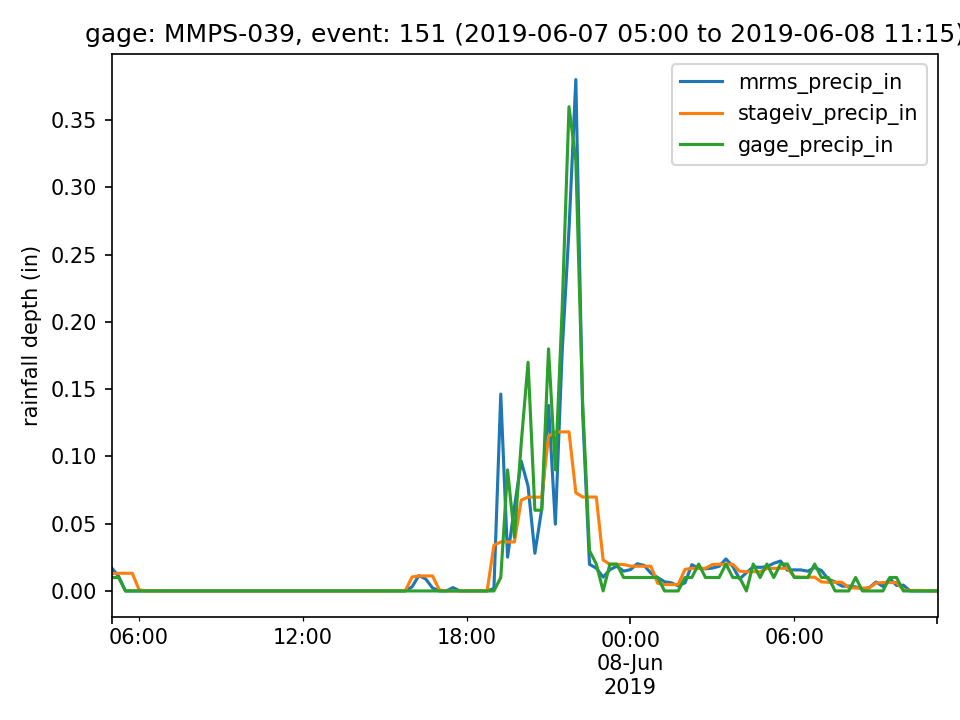 gage: MMPS-039, event: 151 (2019-06-07 05:00 to 2019-06-08 11:15)
mrms_precip_in
stageiv_precip_in
gage_precip_in
rainfall depth (in)
0.35
0.30
0.25
0.20
0.15
0.10
0.05
0.00
06:00
12:00
18:00
00:00
08-Jun
2019
06:00